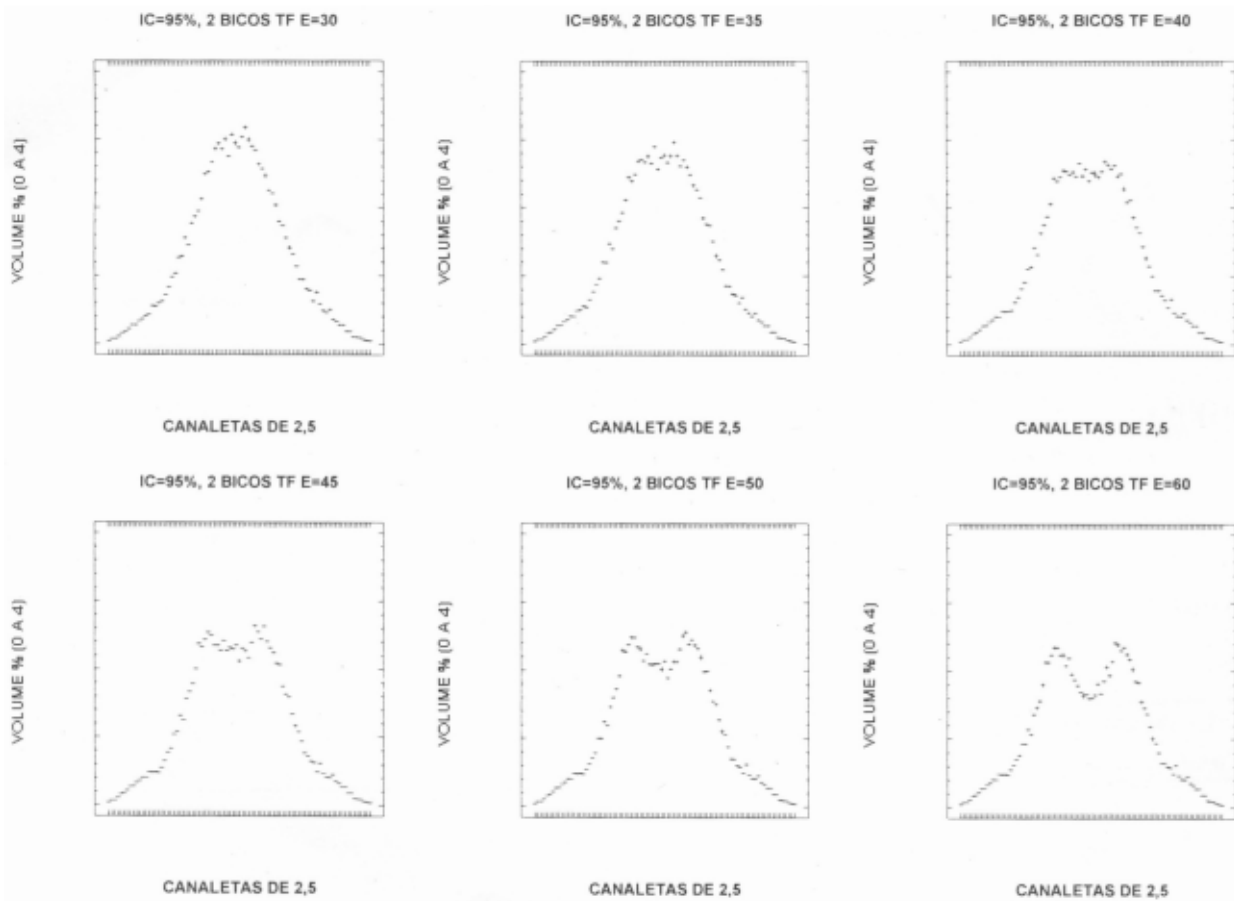 IC=95%, 2 BICOS TF E=30
VOLUME % (0 A 4)
CANALETAS DE 2,5
IC=95%, 2 BICOS TF E=35
VOLUME % (0 A 4)
CANALETAS DE 2,5
IC=95%, 2 BICOS TF E=40
VOLUME % (0 A 4)
CANALETAS DE 2,5
IC=95%, 2 BICOS TF E=45
VOLUME % (0 A 4)
CANALETAS DE 2,5
IC=95%, 2 BICOS TF E=50
VOLUME % (0 A 4)
CANALETAS DE 2,5
IC=95%, 2 BICOS TF E=60
VOLUME % (0 A 4)
CANALETAS DE 2,5